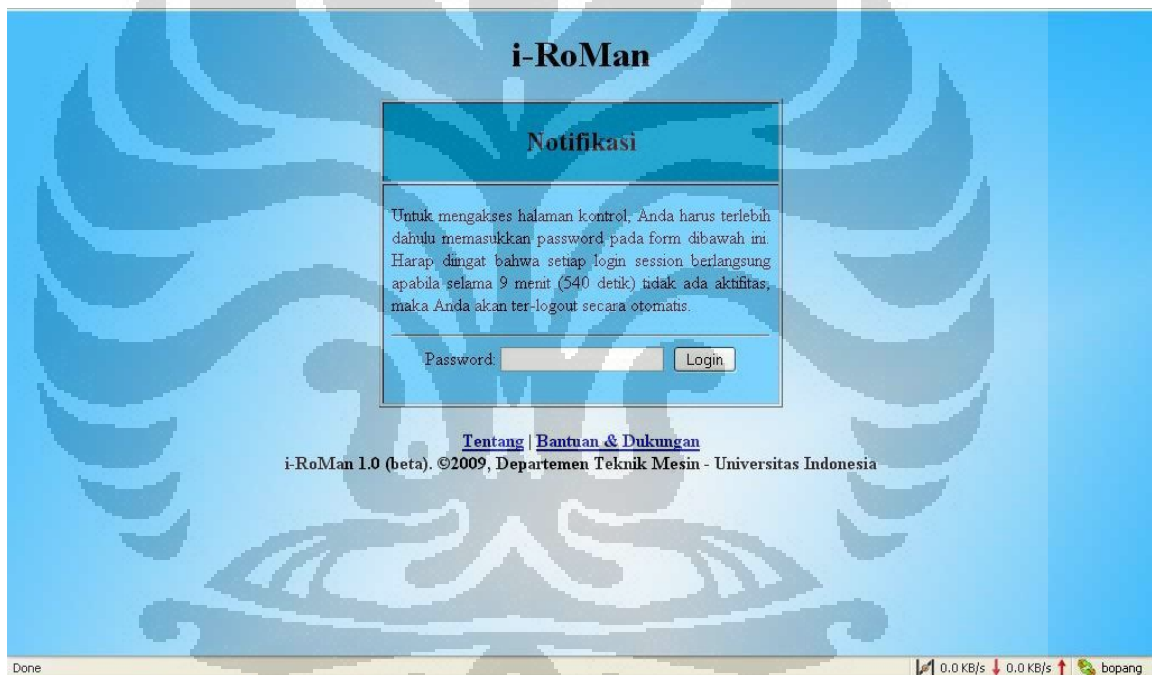 i-RoMan
Notifikasi
Untuk mengakses halaman kontrol, Anda harus terlebih
dahulu memasukkan password pada form dibawah ini.
Harap diingat bahwa setiap login session berlangsung
apabila selama 9 menit (540 detik) tidak ada aktifitas,
maka Anda akan ter-logout secara otomatis.
Password: Login
Tentang | Bantuan & Dukungan
i-RoMan 1.0 (beta). ©2009, Departemen Teknik Mesin - Universitas Indonesia
Done 0.0 KB/s 0.0 KB/s bopang